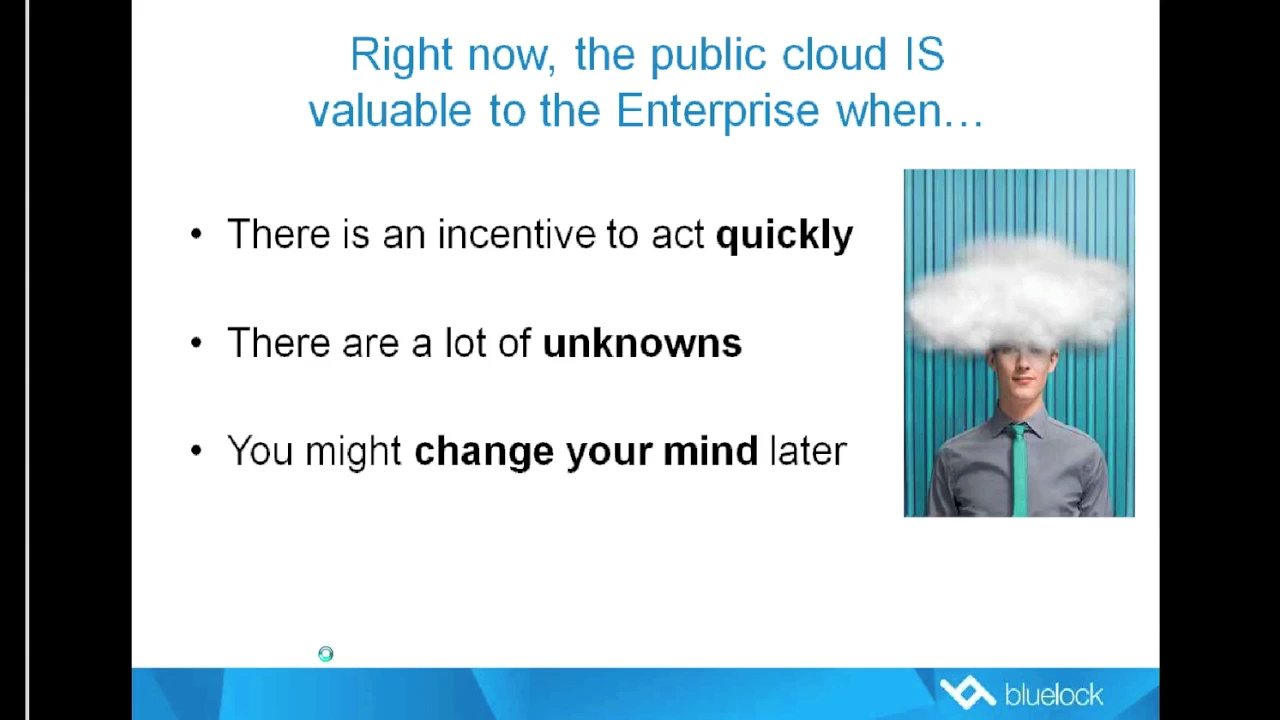 Right now, the public cloud IS
valuable to the Enterprise when…
• There is an incentive to act quickly
• There are a lot of unknowns
• You might change your mind later
bluelock